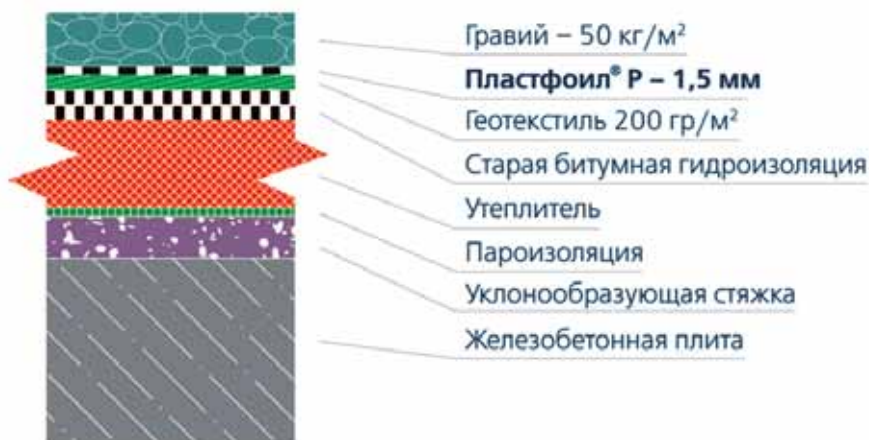 Гравий – 50 кг/м²
Пластфоил® Р – 1,5 мм
Геотекстиль 200 гр/м²
Старая битумная гидроизоляция
Утеплитель
Пароизоляция
Уклонообразующая стяжка
Железобетонная плита